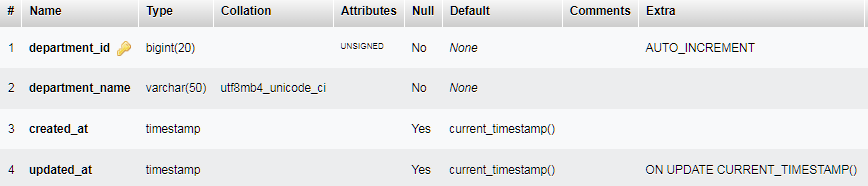 # Name Type Collation Attributes Null Default Comments Extra
1 department_id bigint(20) UNSIGNED No None AUTO_INCREMENT
2 department_name varchar(50) utf8mb4_unicode_ci No None
3 created_at timestamp Yes current_timestamp()
4 updated_at timestamp Yes current_timestamp() ON UPDATE CURRENT_TIMESTAMP()